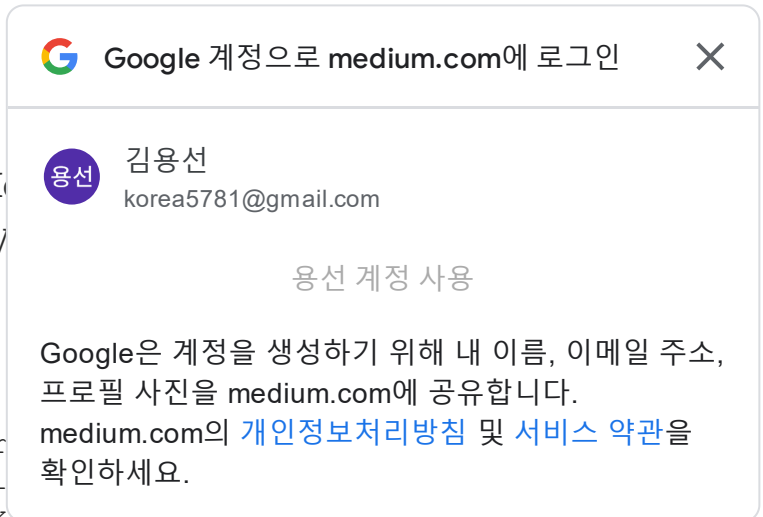 Google 계정으로 medium.com에 로그인
용선
김용선
korea5781@gmail.com
용선 계정 사용
Google은 계정을 생성하기 위해 내 이름, 이메일 주소,
프로필 사진을 medium.com에 공유합니다.
medium.com의 개인정보처리방침 및 서비스 약관을
확인하세요.